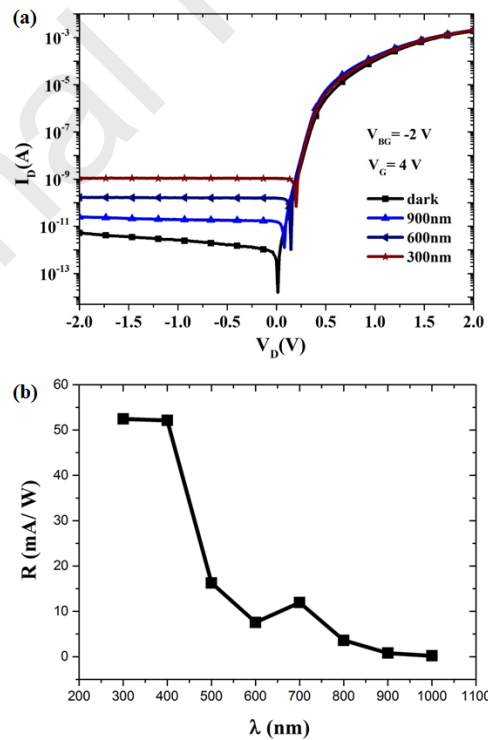 (a)
10⁻³
10⁻⁵
10⁻⁷
10⁻⁹
10⁻¹¹
10⁻¹³
I_D(A)
V_BG= -2 V
V_G= 4 V
dark
900nm
600nm
300nm
-2.0 -1.5 -1.0 -0.5 0.0 0.5 1.0 1.5 2.0
V_D(V)
(b)
60
50
40
30
20
10
0
R (mA/ W)
200 300 400 500 600 700 800 900 1000 1100
λ (nm)